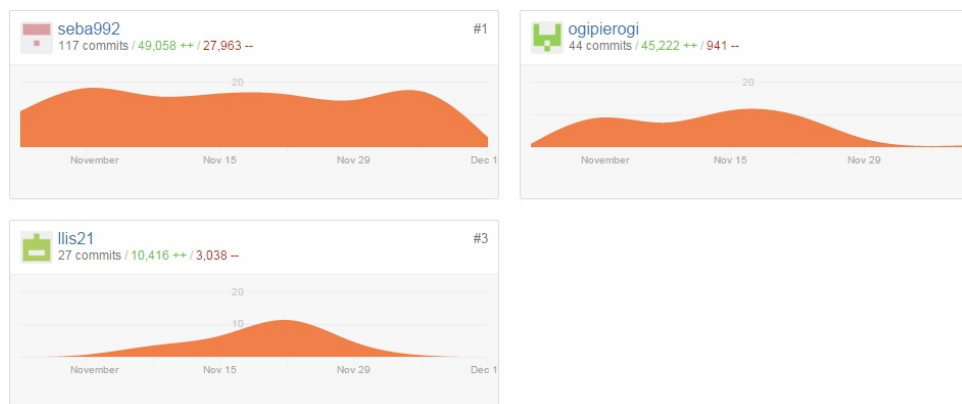 seba992
#1
117 commits / 49,058 ++ / 27,963 --
20
November Nov 15 Nov 29 Dec 1
ogipierogi
44 commits / 45,222 ++ / 941 --
20
November Nov 15 Nov 29
llis21
#3
27 commits / 10,416 ++ / 3,038 --
20
10
November Nov 15 Nov 29 Dec 1